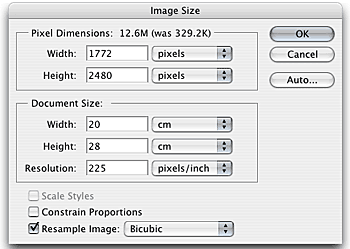 Image Size
Pixel Dimensions: 12.6M (was 329.2K)
Width: 1772 pixels
Height: 2480 pixels
OK
Cancel
Auto...
Document Size:
Width: 20 cm
Height: 28 cm
Resolution: 225 pixels/inch
Scale Styles
Constrain Proportions
Resample Image: Bicubic